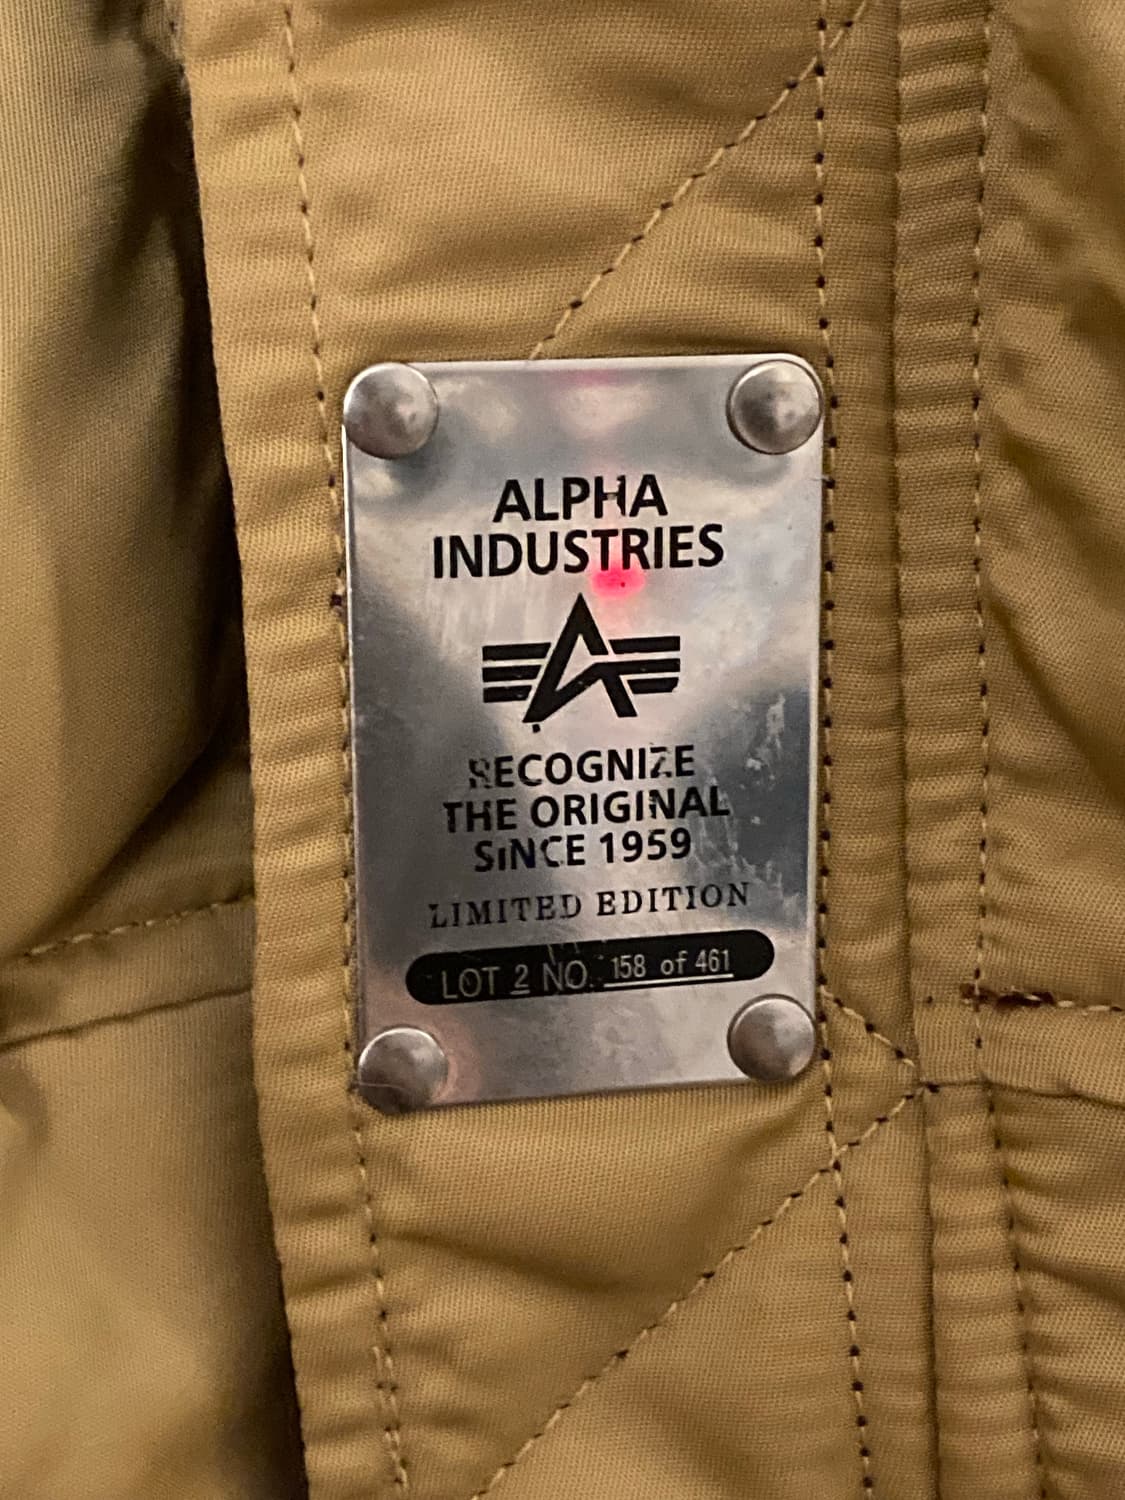 ALPHA
INDUSTRIES
RECOGNIZE
THE ORIGINAL
SiNCE 1959
LIMITED EDITION
LOT 2 NO. 158 of 461